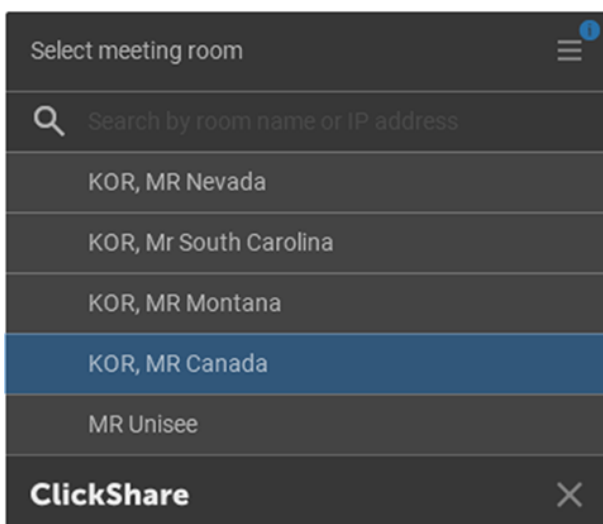 Select meeting room
i
Search by room name or IP address
KOR, MR Nevada
KOR, Mr South Carolina
KOR, MR Montana
KOR, MR Canada
MR Unisee
ClickShare